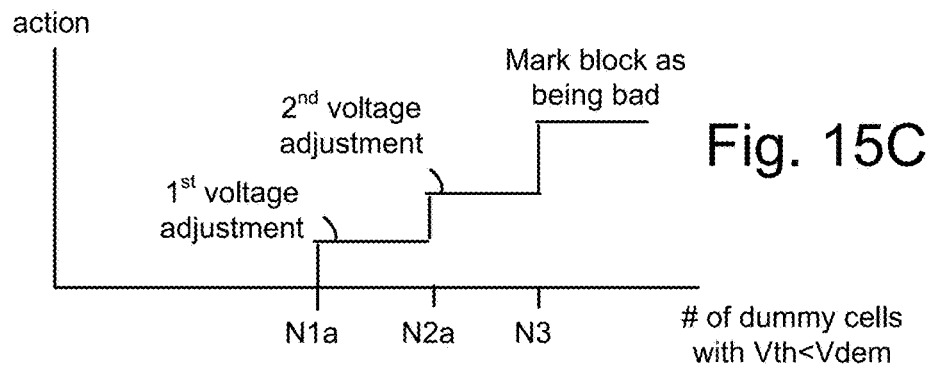 action
Mark block as
being bad
2nd voltage
adjustment
Fig. 15C
1st voltage
adjustment
N1a
N2a
N3
# of dummy cells
with Vth<Vdem